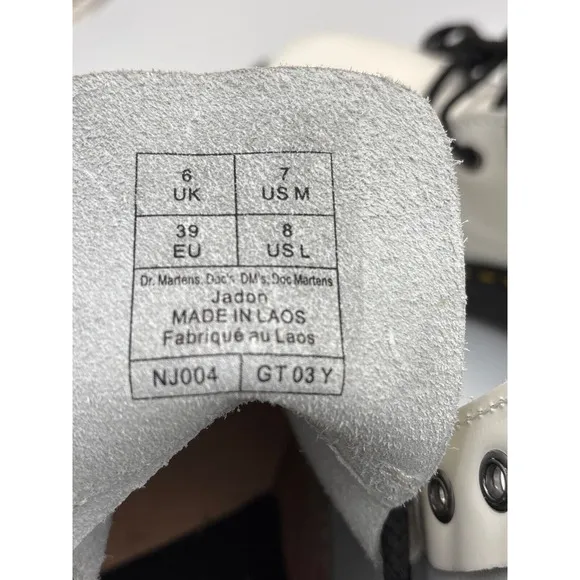 6 7
UK US M
39 8
EU US L
Dr. Martens, Doc's, DM's, Doc Martens
Jadon
MADE IN LAOS
Fabriqué au Laos
NJ004 GT 03 Y